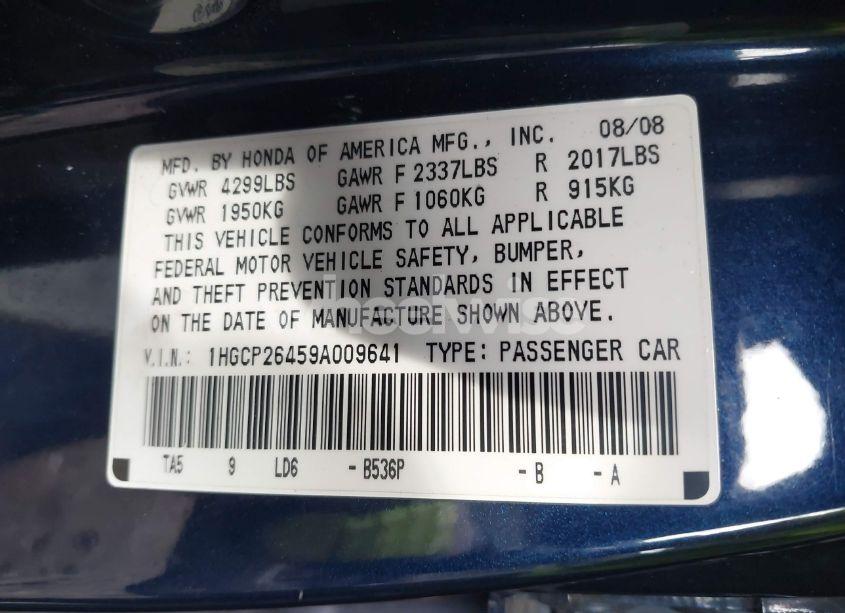 MFD. BY HONDA OF AMERICA MFG., INC. 08/08
GVWR 4299LBS GAWR F 2337LBS R 2017LBS
GVWR 1950KG GAWR F 1060KG R 915KG
THIS VEHICLE CONFORMS TO ALL APPLICABLE
FEDERAL MOTOR VEHICLE SAFETY, BUMPER,
AND THEFT PREVENTION STANDARDS IN EFFECT
ON THE DATE OF MANUFACTURE SHOWN ABOVE.
V.I.N.: 1HGCP26459A009641 TYPE: PASSENGER CAR
TA5 9 LD6 -B536P -B -A